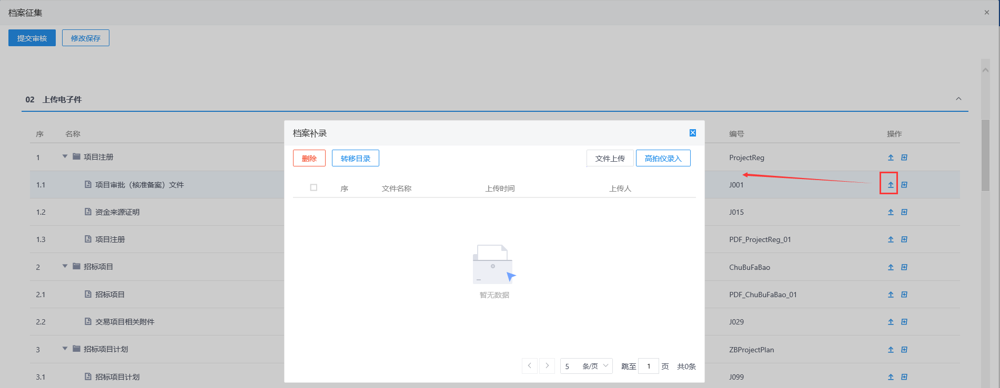 档案征集
提交审核 修改保存
02 上传电子件
序 名称 编号 操作
1 项目注册 ProjectReg
1.1 项目审批（核准备案）文件 J001
1.2 资金来源证明 J015
1.3 项目注册 PDF_ProjectReg_01
2 招标项目 ChuBuFaBao
2.1 招标项目 PDF_ChuBuFaBao_01
2.2 交易项目相关附件 J029
3 招标项目计划 ZBProjectPlan
3.1 招标项目计划 J099
档案补录
删除 转移目录 文件上传 高拍仪录入
序 文件名称 上传时间 上传人
暂无数据
5 条/页 跳至 1 页 共0条